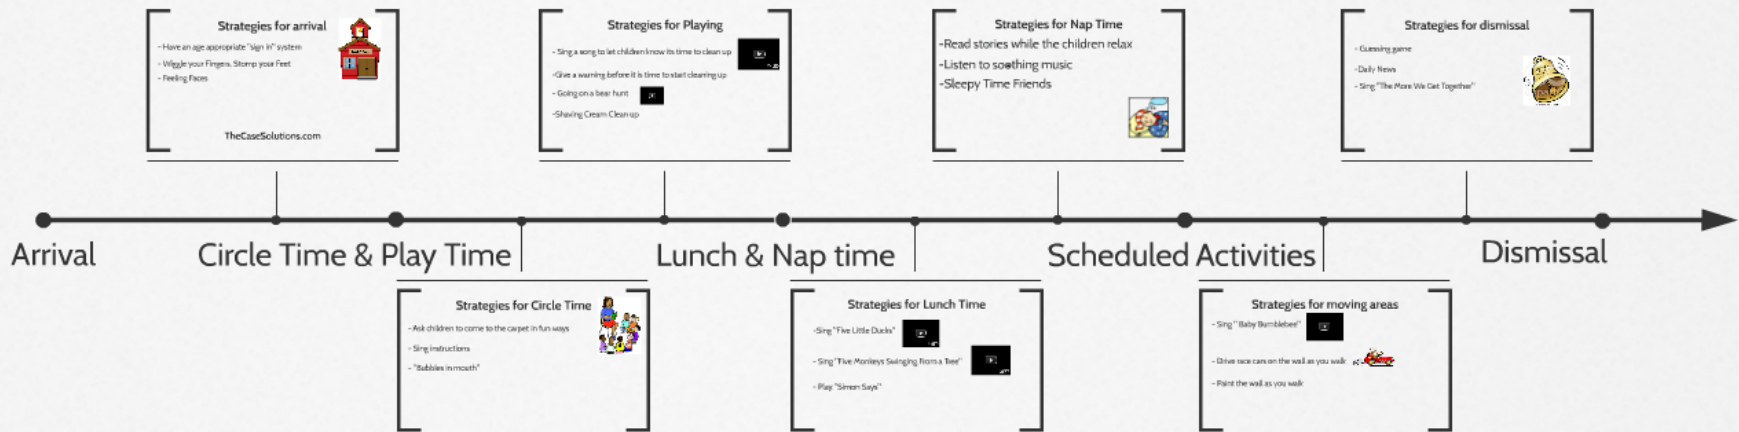 Strategies for arrival
- Have an age appropriate "sign in" system
- Wiggle your Fingers, Stomp your Feet
- Feeling Faces
TheCaseSolutions.com
Strategies for Playing
- Sing a song to let children know its time to clean up
-Give a warning before it is time to start cleaning up
- Going on a bear hunt
-Shaving Cream Clean up
Strategies for Nap Time
-Read stories while the children relax
-Listen to soothing music
-Sleepy Time Friends
Strategies for dismissal
- Guessing game
-Daily News
- Sing "The More We Get Together"
Arrival
Circle Time & Play Time
Lunch & Nap time
Scheduled Activities
Dismissal
Strategies for Circle Time
- Ask children to come to the carpet in fun ways
- Sing instructions
- "Bubbles in mouth"
Strategies for Lunch Time
-Sing "Five Little Ducks"
- Sing "Five Monkeys Swinging From a Tree"
- Play "Simon Says"
Strategies for moving areas
- Sing "Baby Bumblebee"
- Drive race cars on the wall as you walk
- Paint the wall as you walk